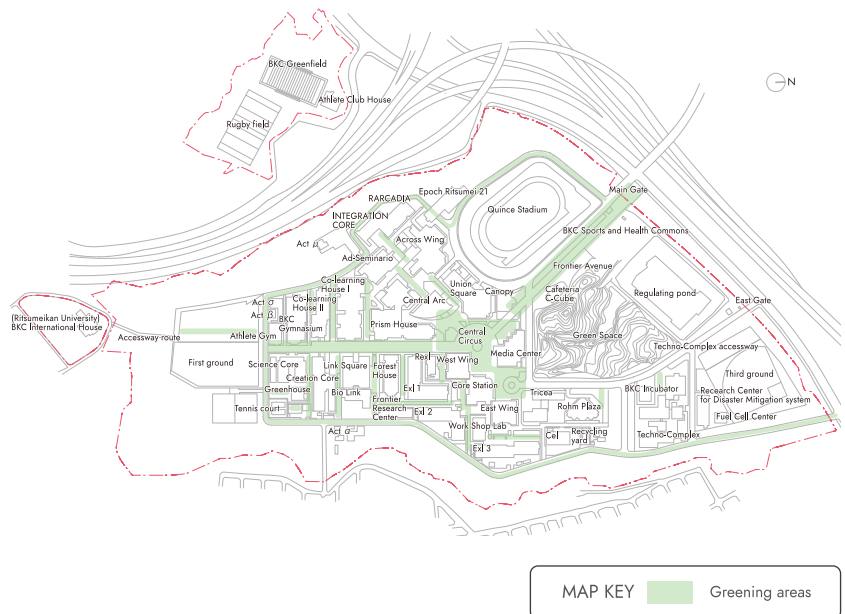 BKC Greenfield
Athlete Club House
Rugby field
N
Main Gate
Epoch Ritsumei 21
RARCADIA
Quince Stadium
INTEGRATION
CORE
BKC Sports and Health Commons
Across Wing
Act μ
Ad-Seminario
Frontier Avenue
Co-learning
House I
Union
Square
Canopy
Cafeteria
C-Cube
Regulating pond
East Gate
Act σ
Act β
Co-learning
House II
Central Arc
(Ritsumeikan University)
BKC International House
BKC
Gymnasium
Prism House
Accessway route
Athlete Gym
Central
Circus
Green Space
Techno-Complex accessway
Media Center
First ground
Science Core
Link Square
Forest
House
Rex
West Wing
Third ground
Creation Core
Greenhouse
Bio Link
Exl 1
Core Station
Tricea
BKC Incubator
Research Center
for Disaster Mitigation system
Tennis court
Frontier
Research
Center
Exl 2
East Wing
Rohm Plaza
Fuel Cell Center
Act α
Work Shop Lab
Cel
Recycling
yard
Techno-Complex
Exl 3
MAP KEY
Greening areas